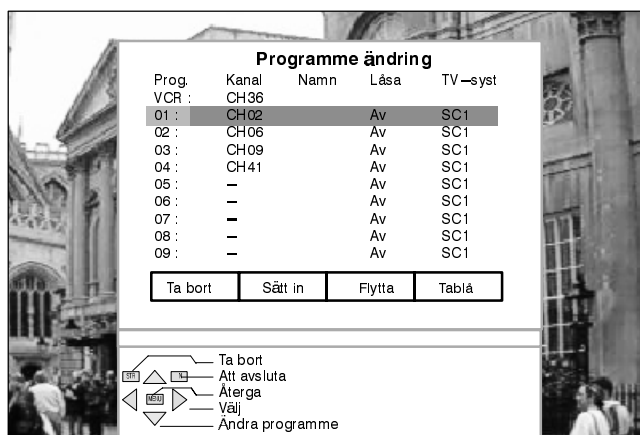 Programme ändring
Prog. Kanal Namn Låsa TV–syst
VCR : CH36
01 : CH02 Av SC1
02 : CH06 Av SC1
03 : CH09 Av SC1
04 : CH41 Av SC1
05 : – Av SC1
06 : – Av SC1
07 : – Av SC1
08 : – Av SC1
09 : – Av SC1
Ta bort Sätt in Flytta Tablå
Ta bort
STR N Att avsluta
MENU Återga
Välj
Ändra programme